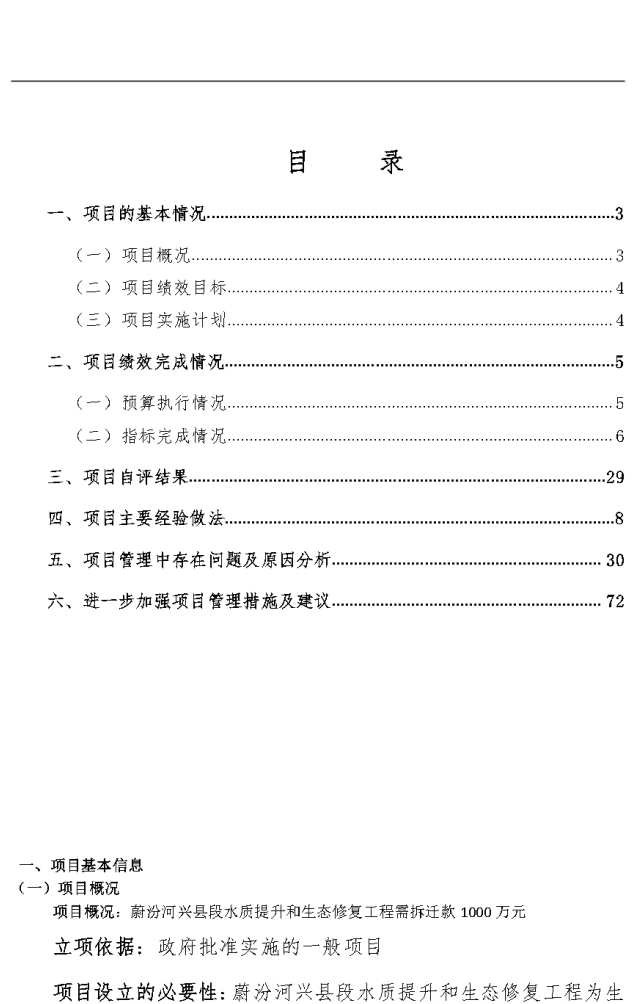 目 录
一、项目的基本情况........................3
（一）项目概况........................3
（二）项目绩效目标........................4
（三）项目实施计划........................4
二、项目绩效完成情况........................5
（一）预算执行情况........................5
（二）指标完成情况........................6
三、项目自评结果........................29
四、项目主要经验做法........................8
五、项目管理中存在问题及原因分析........................30
六、进一步加强项目管理措施及建议........................72
一、项目基本信息
（一）项目概况
项目概况：蔚汾河兴县段水质提升和生态修复工程需拆迁款 1000 万元
立项依据：政府批准实施的一般项目
项目设立的必要性：蔚汾河兴县段水质提升和生态修复工程为生